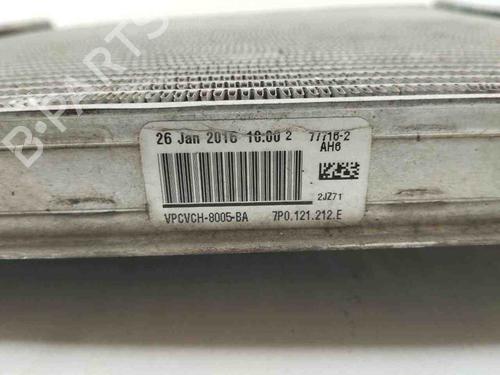 B-PARTS
26 Jan 2016 16:00 2 77716-2
AH6
2JZ71
VPCVCH-8005-BA 7P0.121.212.E